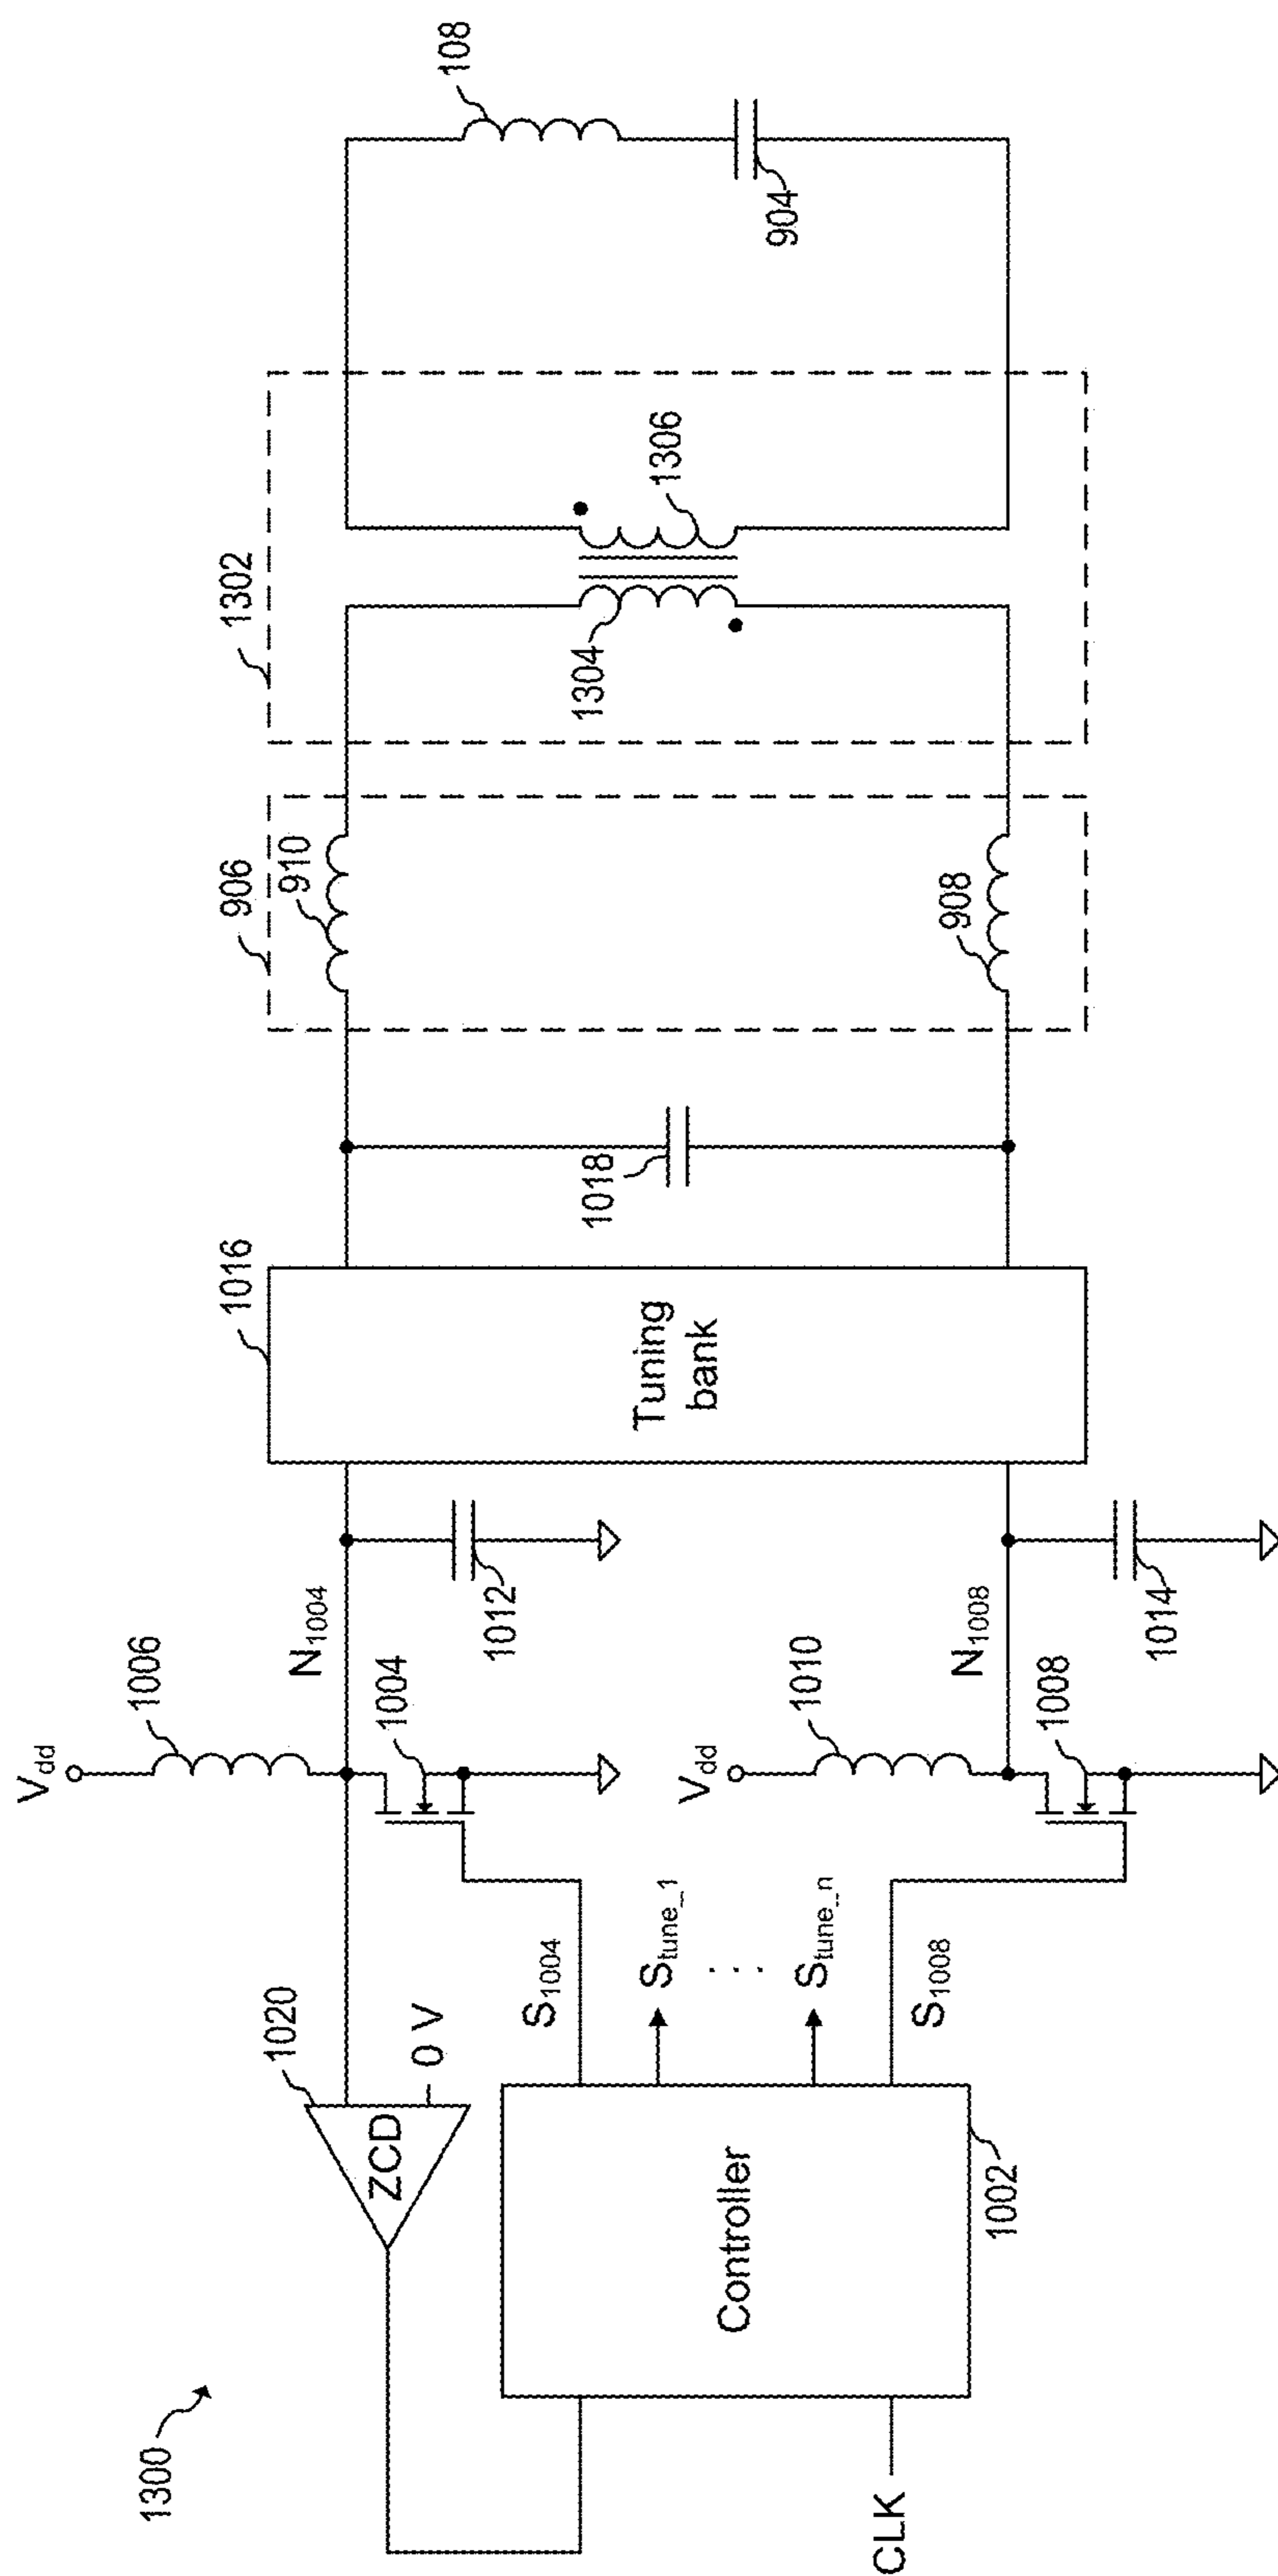 1300
CLK
Controller
1002
ZCD
1020
0 V
S1004
Stune_1
. . .
Stune_n
S1008
Vdd
1006
N1004
1004
1012
Vdd
1010
N1008
1008
1014
Tuning
bank
1016
1018
906
910
908
1302
1304
1306
108
904